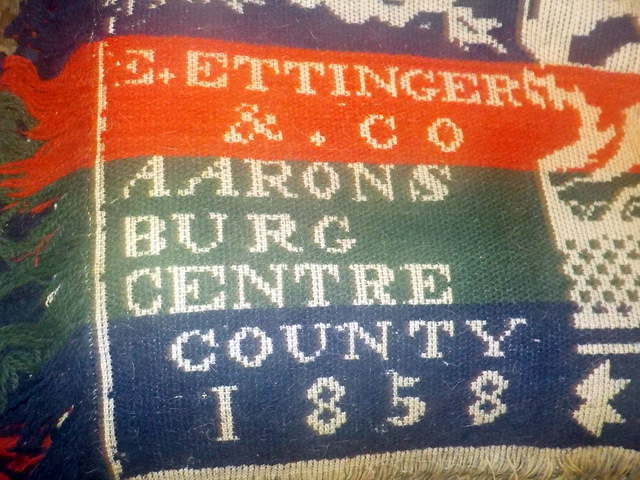 E. ETTINGER
& . CO
AARONS
BURG
CENTRE
COUNTY
1858